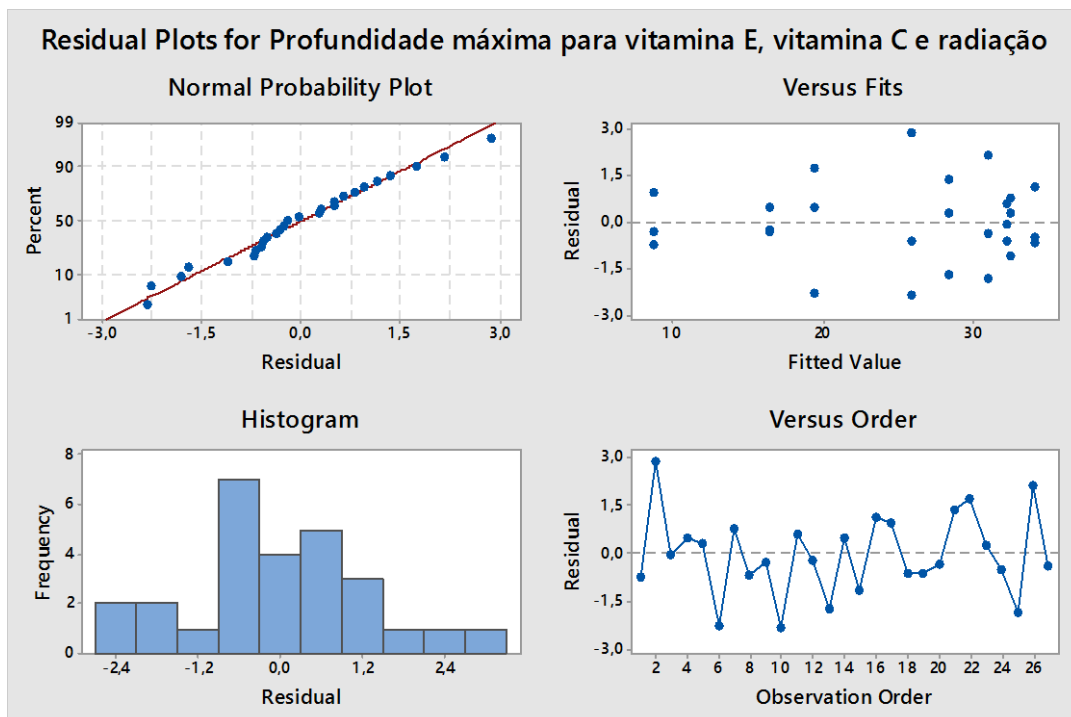 Residual Plots for Profundidade máxima para vitamina E, vitamina C e radiação
Normal Probability Plot
99
90
50
10
1
Percent
-3,0 -1,5 0,0 1,5 3,0
Residual
Versus Fits
3,0
1,5
0,0
-1,5
-3,0
Residual
10 20 30
Fitted Value
Histogram
8
6
4
2
0
Frequency
-2,4 -1,2 0,0 1,2 2,4
Residual
Versus Order
3,0
1,5
0,0
-1,5
-3,0
Residual
2 4 6 8 10 12 14 16 18 20 22 24 26
Observation Order